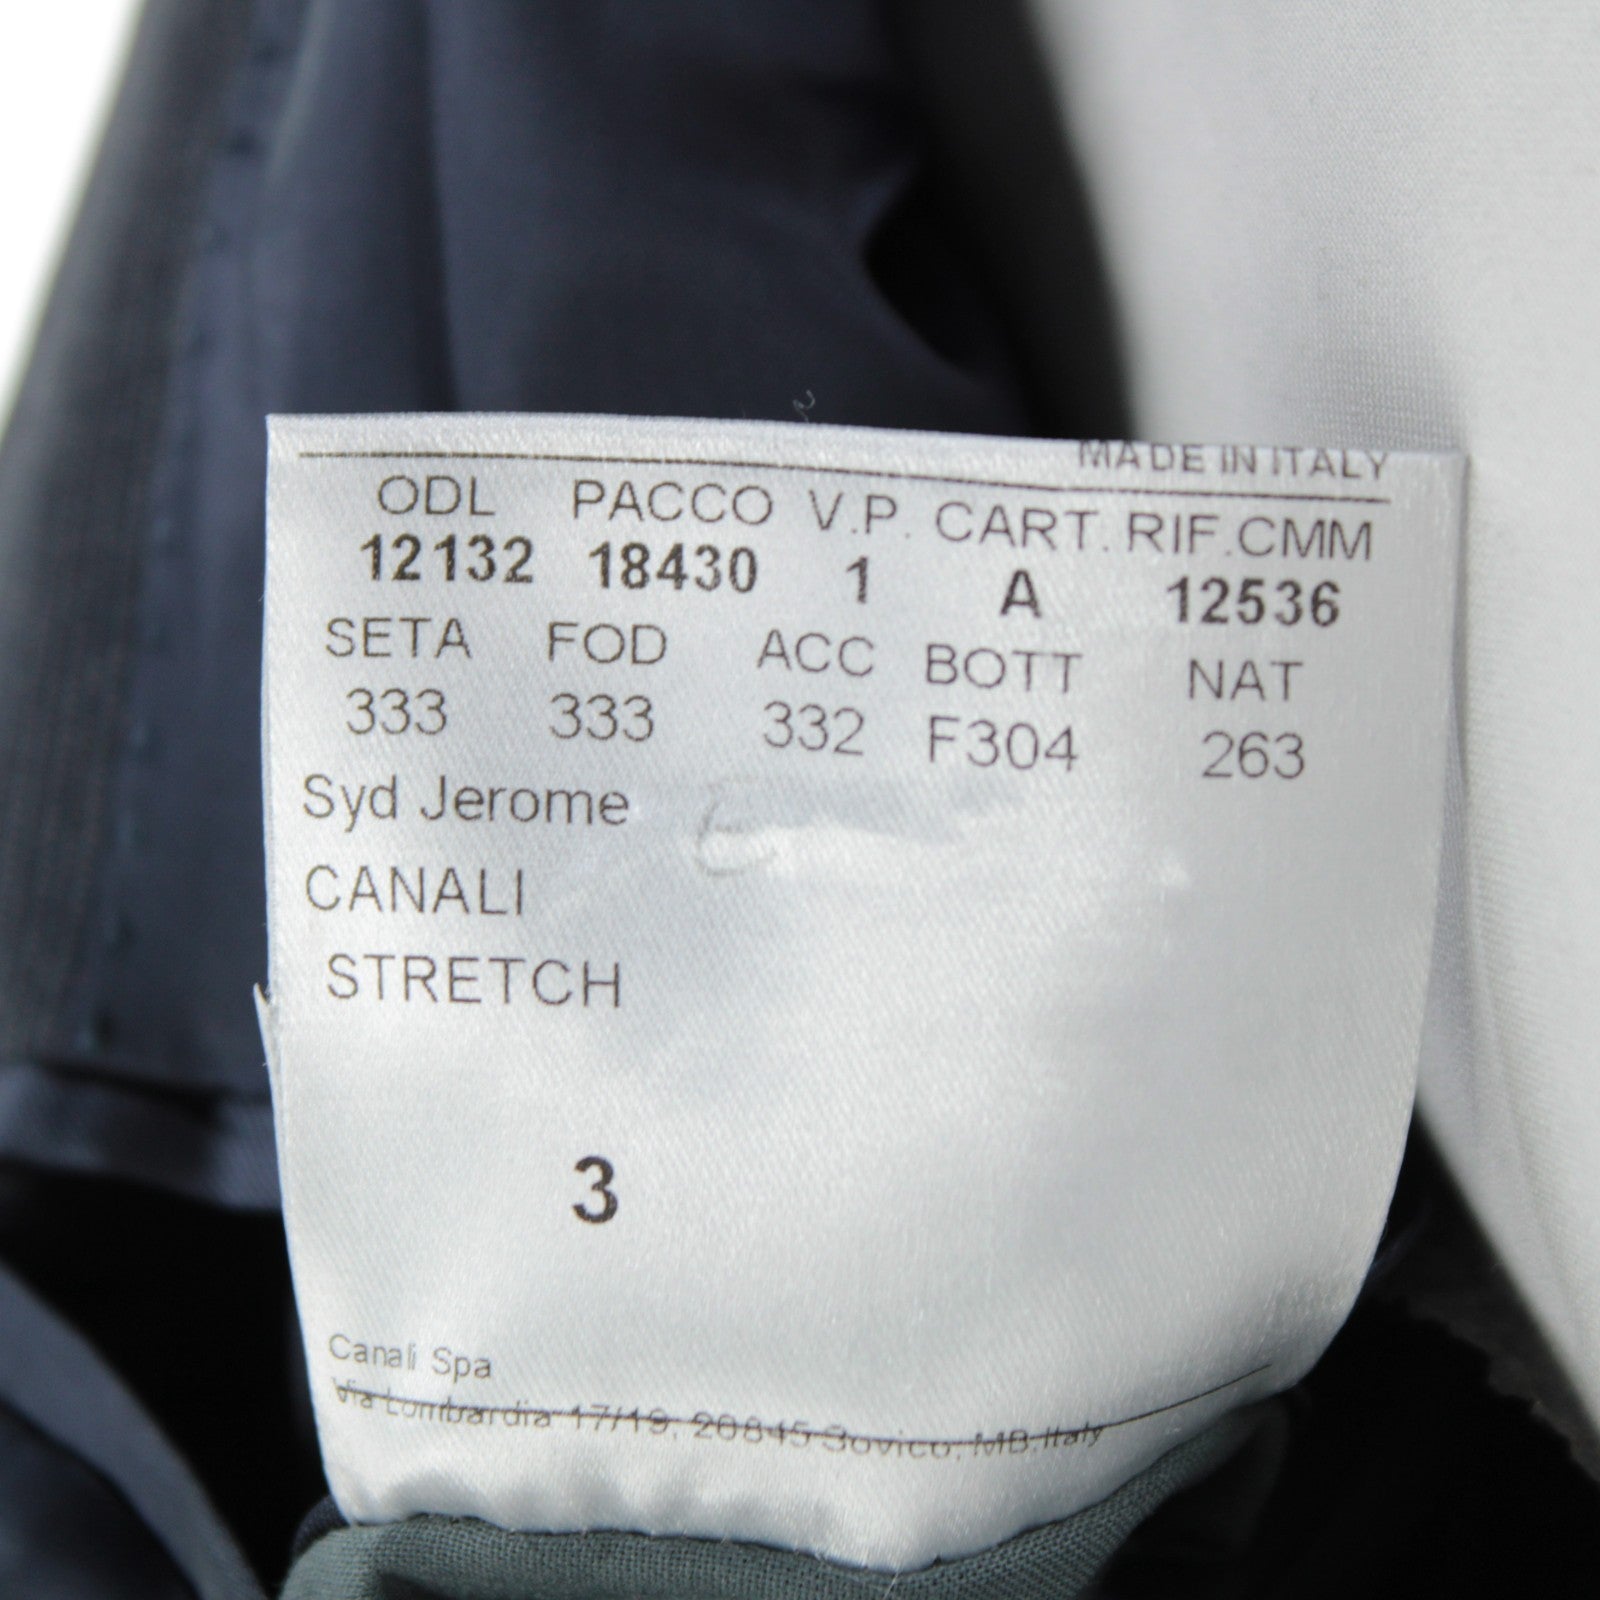 MADE IN ITALY
ODL PACCO V.P. CART. RIF.CMM
12132 18430 1 A 12536
SETA FOD ACC BOTT NAT
333 333 332 F304 263
Syd Jerome
CANALI
STRETCH
3
Canali Spa
Via Lombardia 17/19, 20845 Sovico, MB, Italy